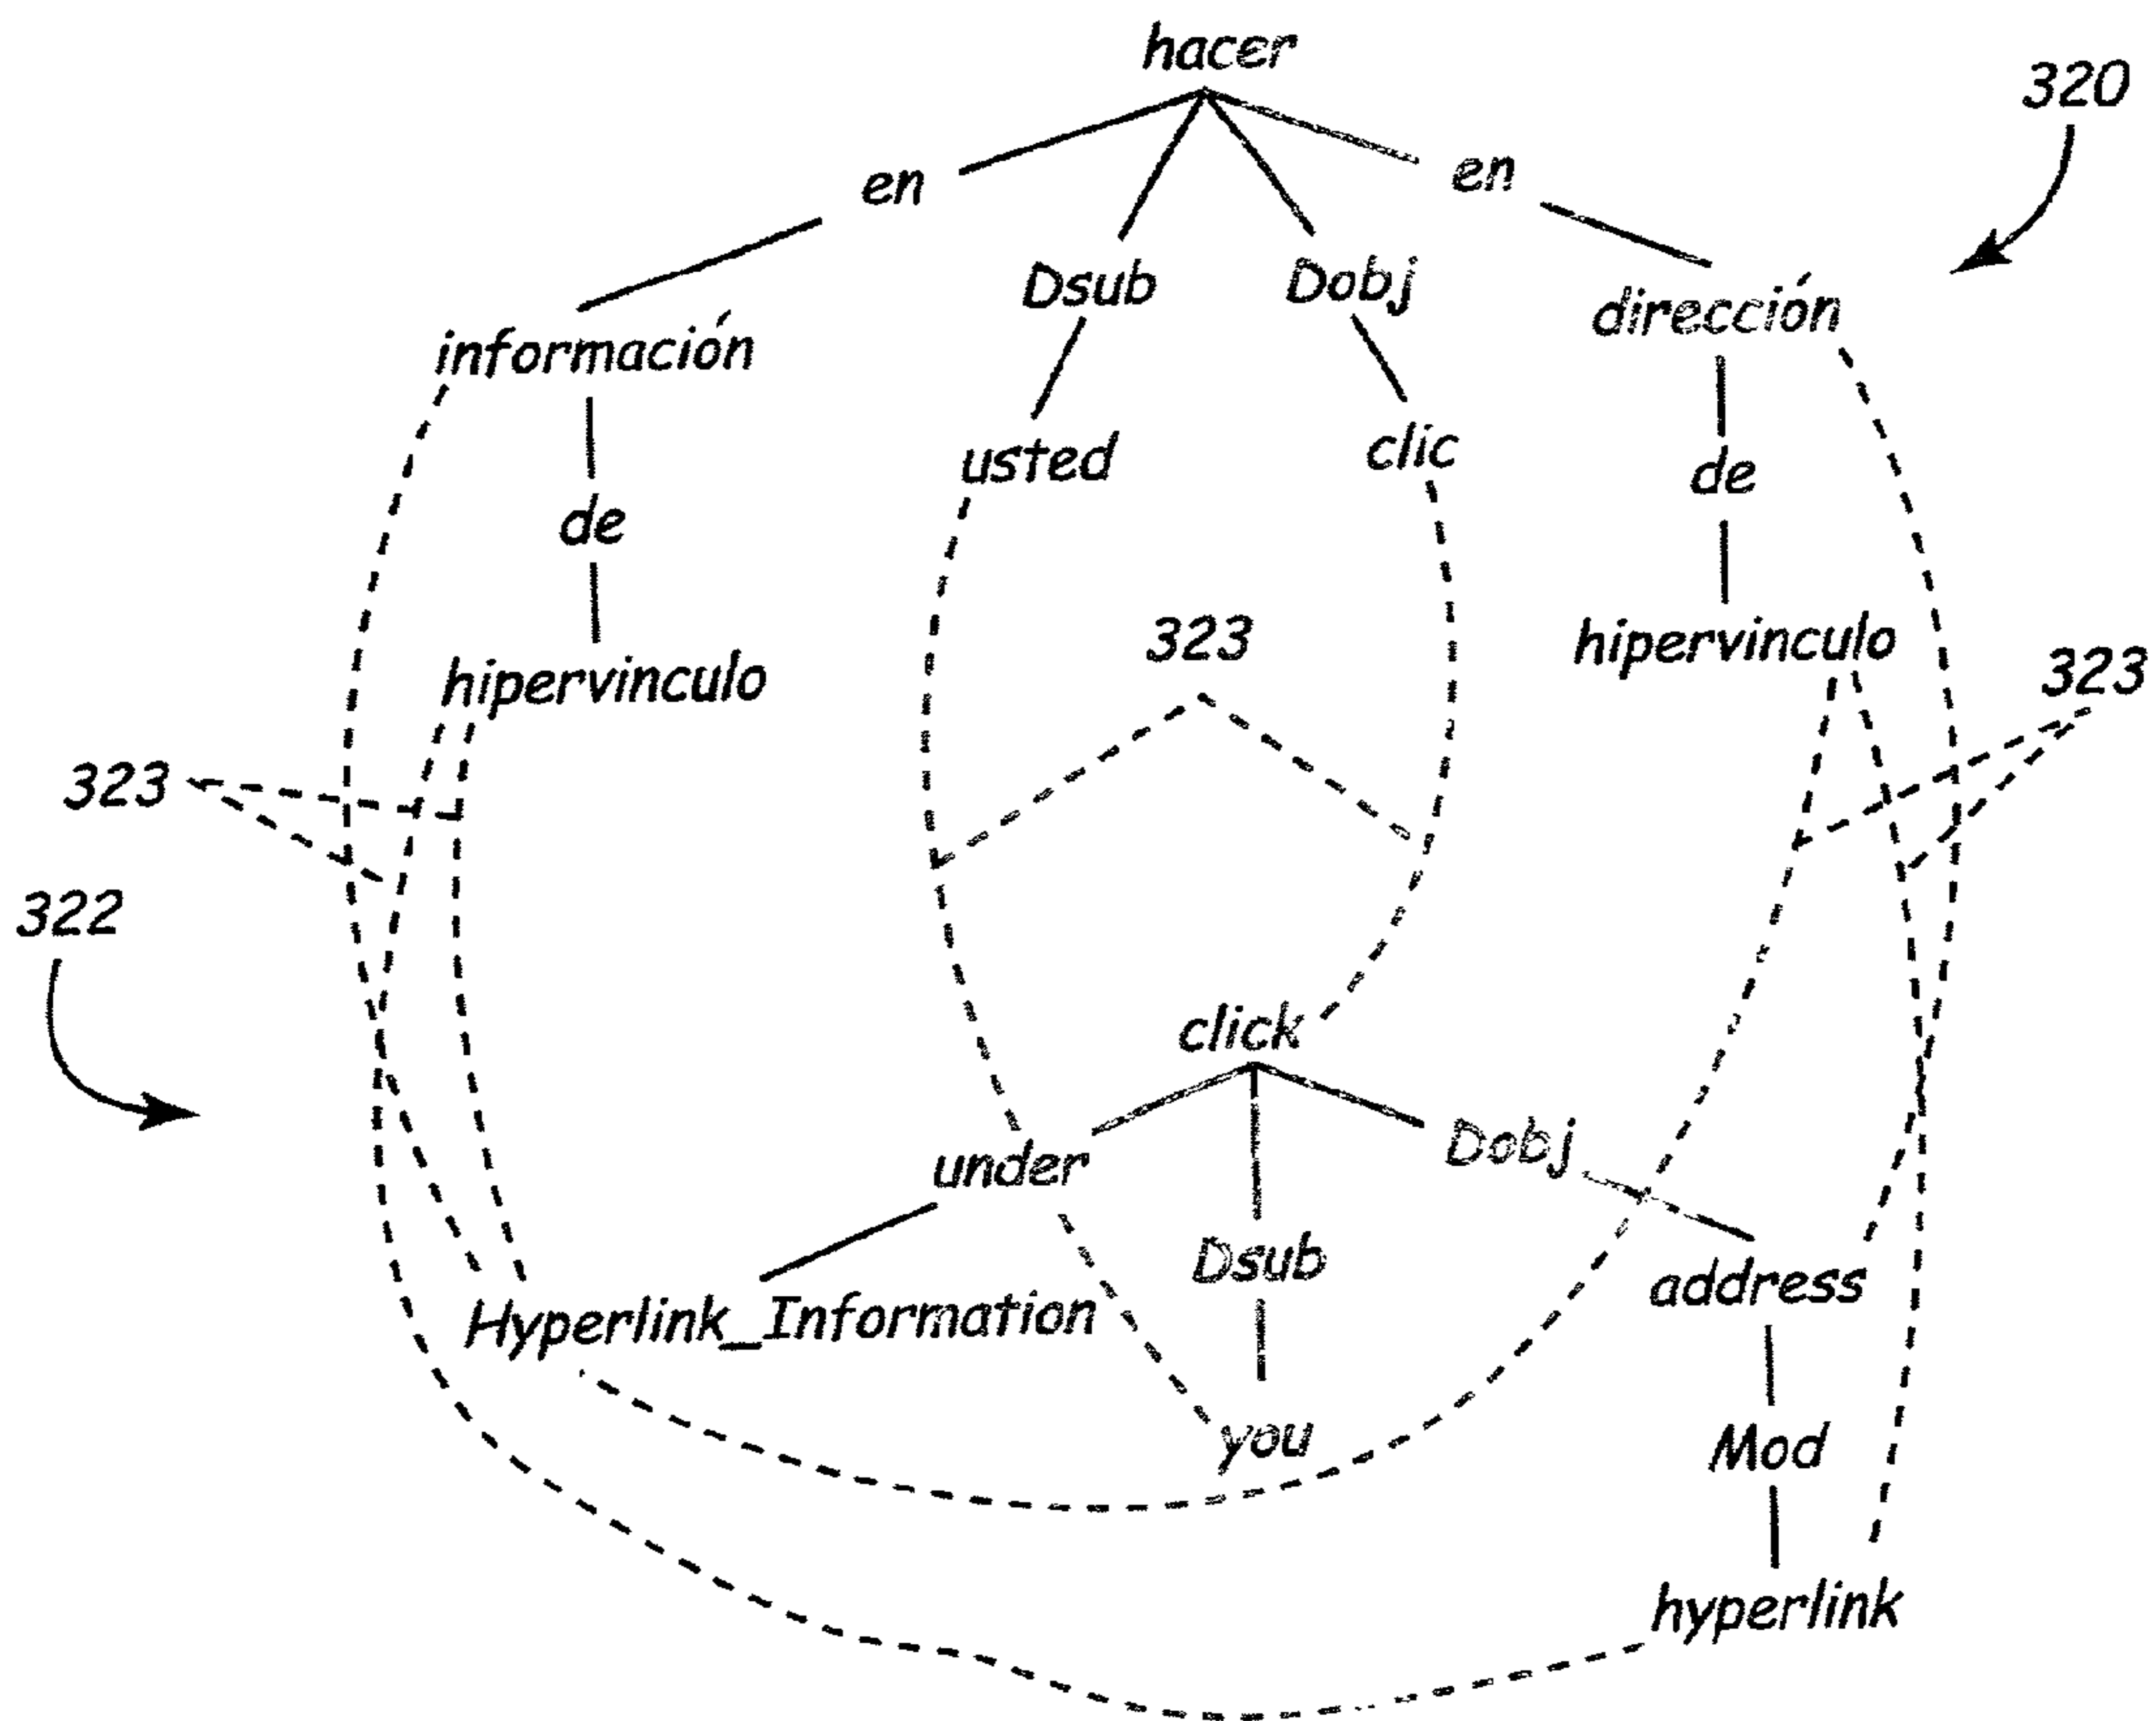 hacer
320
en
en
Dsub
Dobj
dirección
información
usted
clic
de
de
323
hipervinculo
323
hipervinculo
323
322
click
under
Dobj
Dsub
address
Hyperlink_Information
you
Mod
hyperlink